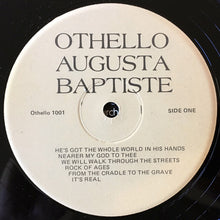 OTHELLO
AUGUSTA
BAPTISTE
Othello 1001
SIDE ONE
HE'S GOT THE WHOLE WORLD IN HIS HANDS
NEARER MY GOD TO THEE
WE WILL WALK THROUGH THE STREETS
ROCK OF AGES
FROM THE CRADLE TO THE GRAVE
IT'S REAL